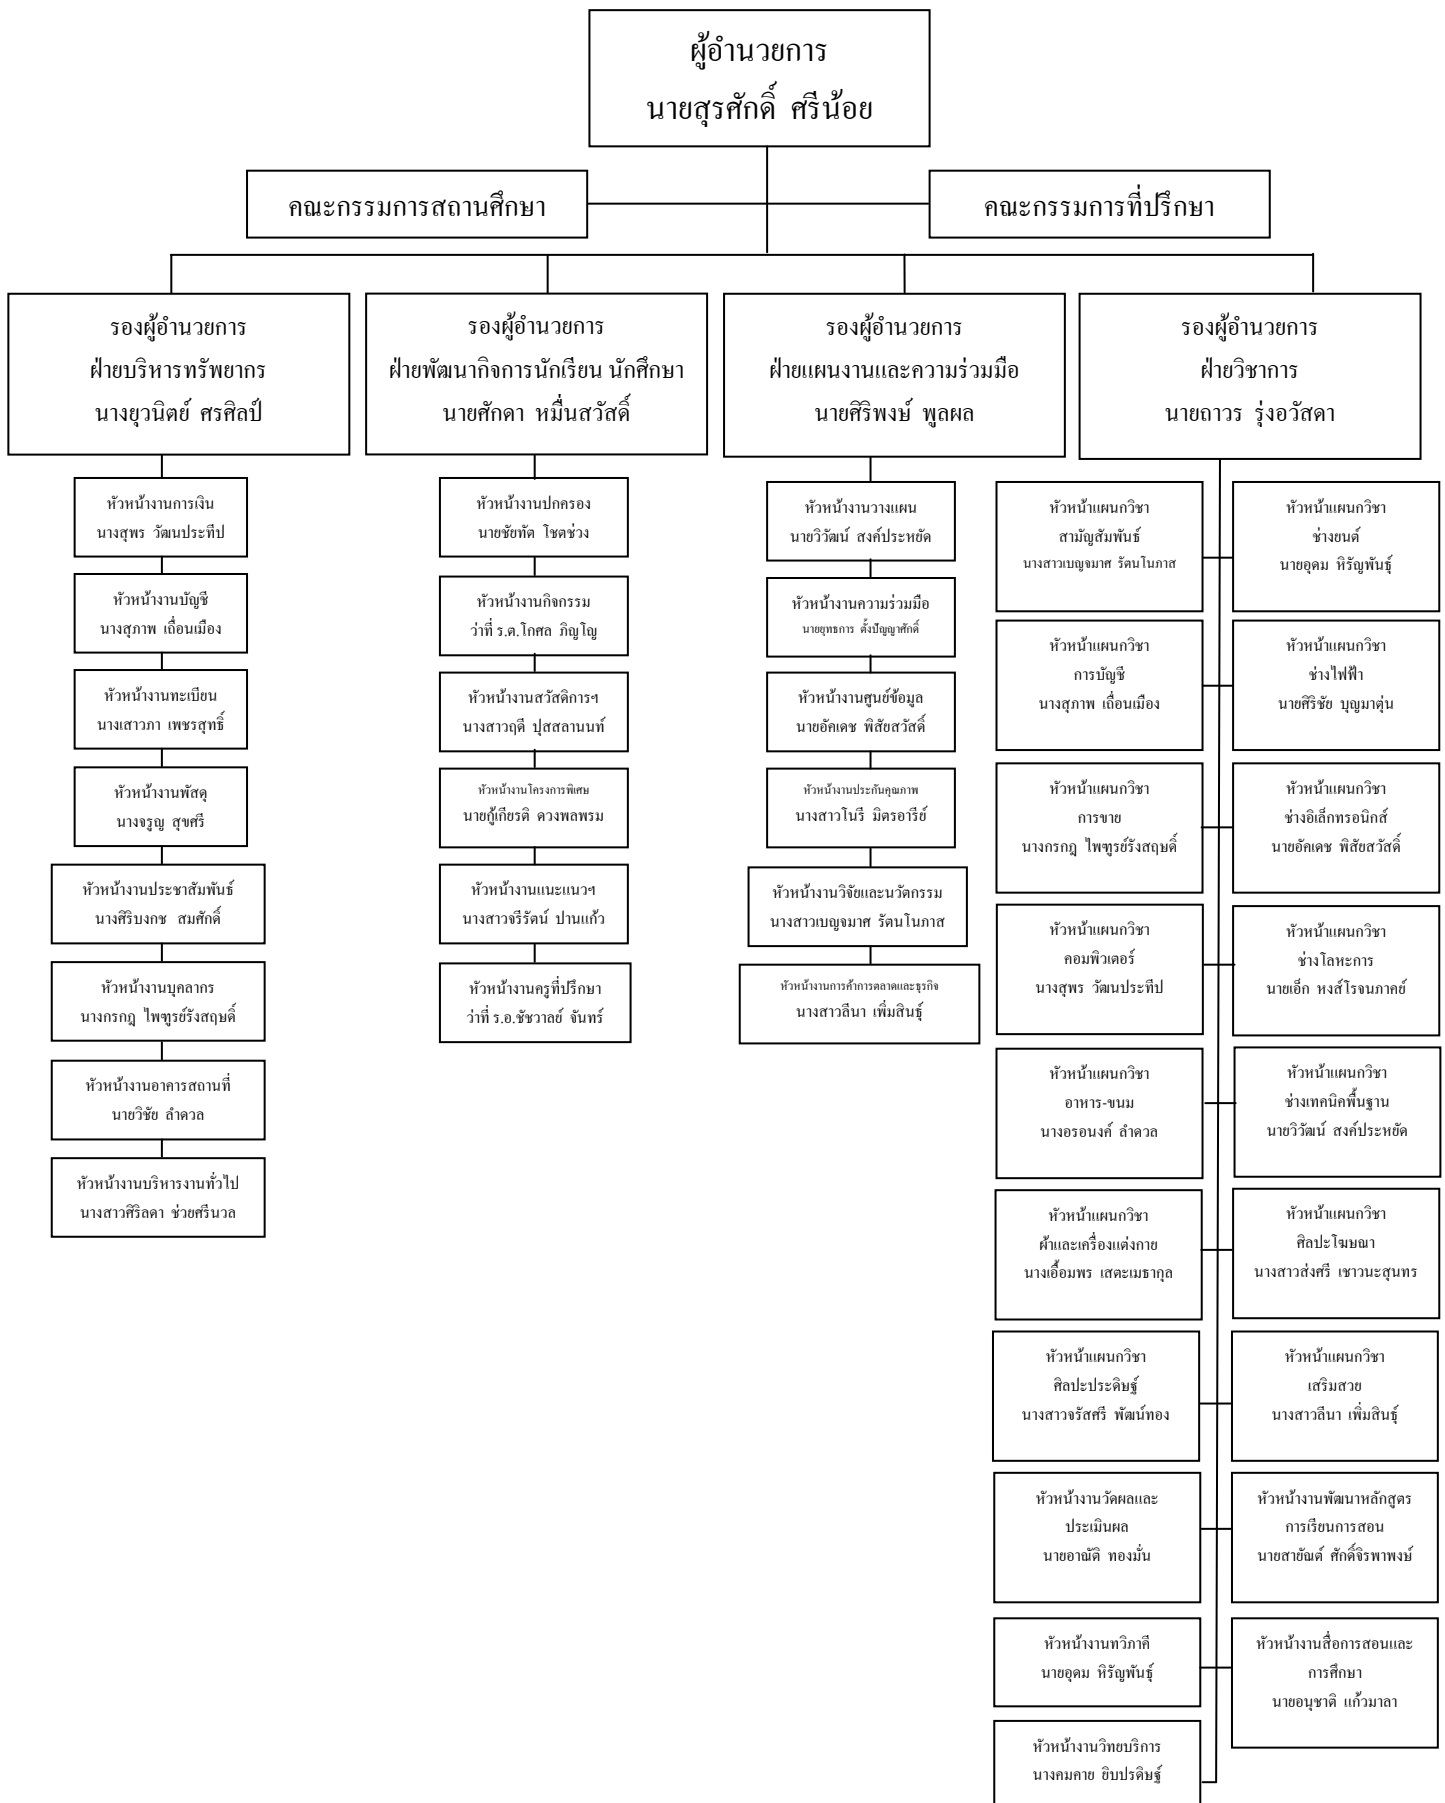 ผู้อำนวยการ
นายสุรศักดิ์ ศรีน้อย
คณะกรรมการสถานศึกษา
คณะกรรมการที่ปรึกษา
รองผู้อำนวยการ
ฝ่ายบริหารทรัพยากร
นางยุวนิตย์ ศรศิลป์
รองผู้อำนวยการ
ฝ่ายพัฒนากิจการนักเรียน นักศึกษา
นายศักดา หมื่นสวัสดิ์
รองผู้อำนวยการ
ฝ่ายแผนงานและความร่วมมือ
นายศิริพงษ์ พูลผล
รองผู้อำนวยการ
ฝ่ายวิชาการ
นายถาวร รุ่งอวัสดา
หัวหน้างานการเงิน
นางสุพร วัฒนประทีป
หัวหน้างานบัญชี
นางสุภาพ เถื่อนเมือง
หัวหน้างานทะเบียน
นางเสาวภา เพชรสุทธิ์
หัวหน้างานพัสดุ
นางจรูญ สุขศรี
หัวหน้างานประชาสัมพันธ์
นางศิริบงกช สมศักดิ์
หัวหน้างานบุคลากร
นางกรกฎ ไพฑูรย์รังสฤษดิ์
หัวหน้างานอาคารสถานที่
นายวิชัย ลำดวล
หัวหน้างานบริหารงานทั่วไป
นางสาวศิริลดา ช่วยศรีนวล
หัวหน้างานปกครอง
นายชัยทัต โชตช่วง
หัวหน้างานกิจกรรม
ว่าที่ ร.ต.โกศล ภิญโญ
หัวหน้างานสวัสดิการฯ
นางสาวฤดี ปุสสลานนท์
หัวหน้างานโครงการพิเศษ
นายกู้เกียรติ ดวงพลพรม
หัวหน้างานแนะแนวฯ
นางสาวจรีรัตน์ ปานแก้ว
หัวหน้างานครูที่ปรึกษา
ว่าที่ ร.อ.ชัชวาลย์ จันทร์
หัวหน้างานวางแผน
นายวิวัฒน์ สงค์ประหยัด
หัวหน้างานความร่วมมือ
นายยุทธการ ตั้งปัญญาศักดิ์
หัวหน้างานศูนย์ข้อมูล
นายอัคเดช พิสัยสวัสดิ์
หัวหน้างานประกันคุณภาพ
นางสาวโนรี มิตรอารีย์
หัวหน้างานวิจัยและนวัตกรรม
นางสาวเบญจมาศ รัตนโนภาส
หัวหน้างานการค้าการตลาดและธุรกิจ
นางสาวลีนา เพิ่มสินธุ์
หัวหน้าแผนกวิชา
สามัญสัมพันธ์
นางสาวเบญจมาศ รัตนโนภาส
หัวหน้าแผนกวิชา
ช่างยนต์
นายอุดม หิรัญพันธุ์
หัวหน้าแผนกวิชา
การบัญชี
นางสุภาพ เถื่อนเมือง
หัวหน้าแผนกวิชา
ช่างไฟฟ้า
นายศิริชัย บุญมาตุ่น
หัวหน้าแผนกวิชา
การขาย
นางกรกฎ ไพฑูรย์รังสฤษดิ์
หัวหน้าแผนกวิชา
ช่างอิเล็กทรอนิกส์
นายอัคเดช พิสัยสวัสดิ์
หัวหน้าแผนกวิชา
คอมพิวเตอร์
นางสุพร วัฒนประทีป
หัวหน้าแผนกวิชา
ช่างโลหะการ
นายเอ็ก หงส์โรจนภาคย์
หัวหน้าแผนกวิชา
อาหาร-ขนม
นางอรอนงค์ ลำดวล
หัวหน้าแผนกวิชา
ช่างเทคนิคพื้นฐาน
นายวิวัฒน์ สงค์ประหยัด
หัวหน้าแผนกวิชา
ผ้าและเครื่องแต่งกาย
นางเอื้อมพร เสตะเมธากุล
หัวหน้าแผนกวิชา
ศิลปะโฆษณา
นางสาวส่งศรี เชาวนะสุนทร
หัวหน้าแผนกวิชา
ศิลปะประดิษฐ์
นางสาวจรัสศรี พัฒน์ทอง
หัวหน้าแผนกวิชา
เสริมสวย
นางสาวลีนา เพิ่มสินธุ์
หัวหน้างานวัดผลและ
ประเมินผล
นายอาณัติ ทองมั่น
หัวหน้างานพัฒนาหลักสูตร
การเรียนการสอน
นายสายัณต์ ศักดิ์จิรพาพงษ์
หัวหน้างานทวิภาคี
นายอุดม หิรัญพันธุ์
หัวหน้างานสื่อการสอนและ
การศึกษา
นายอนุชาติ แก้วมาลา
หัวหน้างานวิทยบริการ
นางคมคาย ยิบปรดิษฐ์